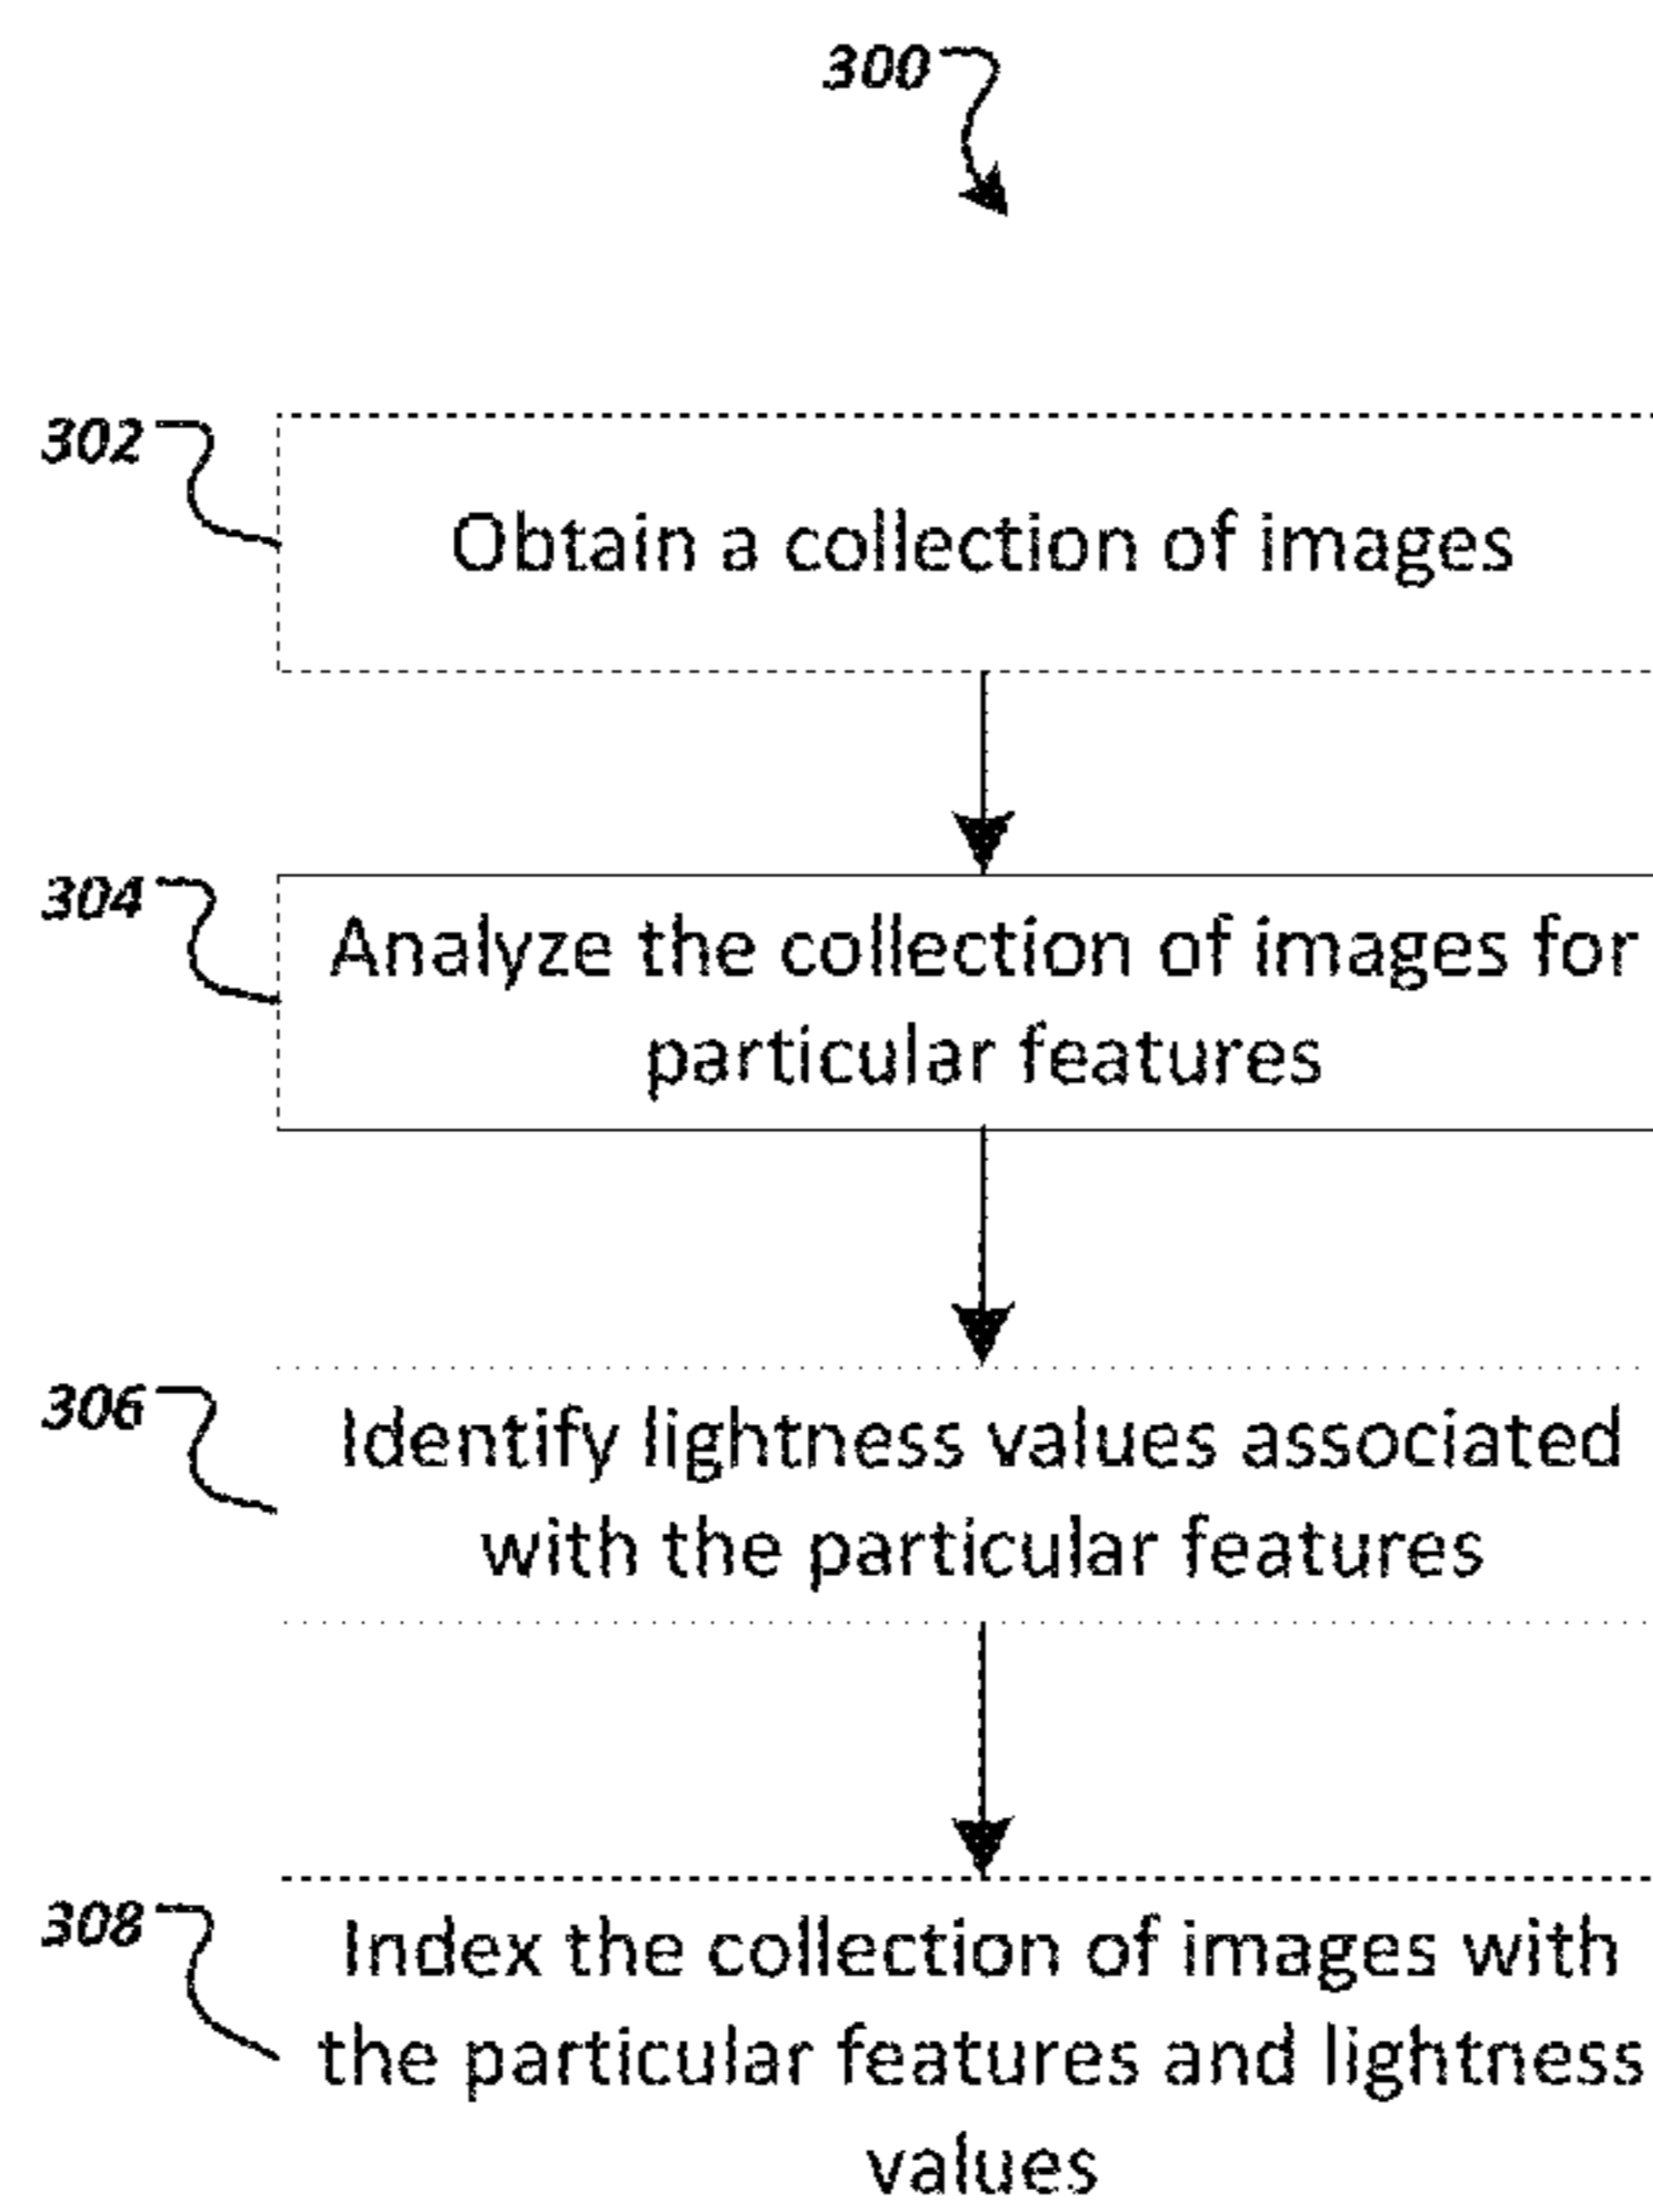 300
302
Obtain a collection of images
304
Analyze the collection of images for
particular features
306
Identify lightness values associated
with the particular features
308
Index the collection of images with
the particular features and lightness
values